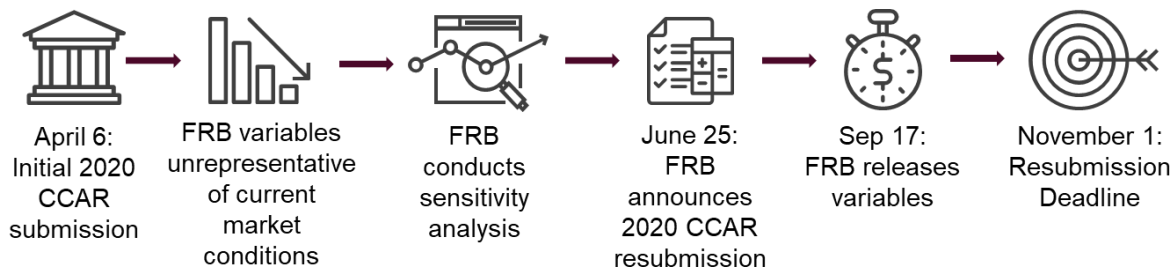 April 6:
Initial 2020
CCAR
submission
FRB variables
unrepresentative
of current
market
conditions
FRB
conducts
sensitivity
analysis
June 25:
FRB
announces
2020 CCAR
resubmission
Sep 17:
FRB releases
variables
November 1:
Resubmission
Deadline